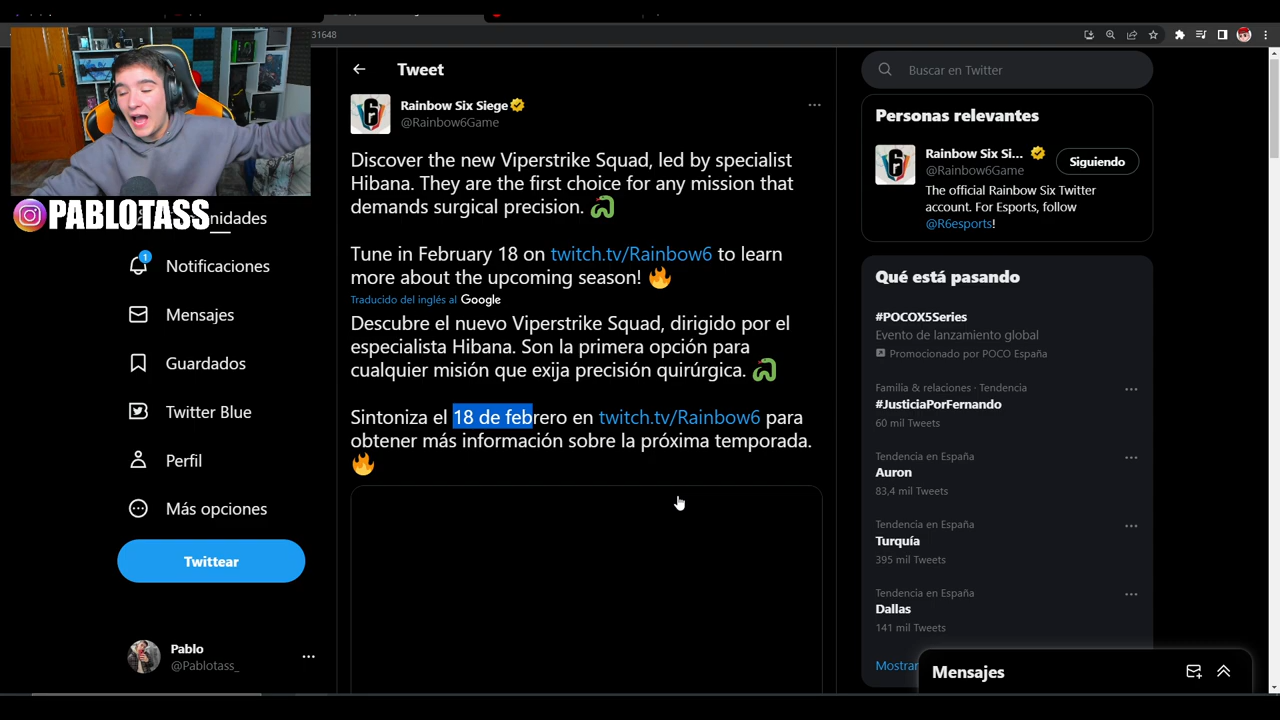 31648
PABLOTASS
nidades
Notificaciones
1
Mensajes
Guardados
Twitter Blue
Perfil
Más opciones
Twittear
Pablo
@Pablotass_
Tweet
Rainbow Six Siege
@Rainbow6Game
Discover the new Viperstrike Squad, led by specialist
Hibana. They are the first choice for any mission that
demands surgical precision.
Tune in February 18 on twitch.tv/Rainbow6 to learn
more about the upcoming season! 🔥
Traducido del inglés al Google
Descubre el nuevo Viperstrike Squad, dirigido por el
especialista Hibana. Son la primera opción para
cualquier misión que exija precisión quirúrgica.
Sintoniza el 18 de febrero en twitch.tv/Rainbow6 para
obtener más información sobre la próxima temporada.
🔥
Buscar en Twitter
Personas relevantes
Rainbow Six Si...
@Rainbow6Game
Siguiendo
The official Rainbow Six Twitter
account. For Esports, follow
@R6esports!
Qué está pasando
#POCOX5Series
Evento de lanzamiento global
Promocionado por POCO España
Familia & relaciones · Tendencia
#JusticiaPorFernando
60 mil Tweets
Tendencia en España
Auron
83,4 mil Tweets
Tendencia en España
Turquía
395 mil Tweets
Tendencia en España
Dallas
141 mil Tweets
Mostrar
Mensajes